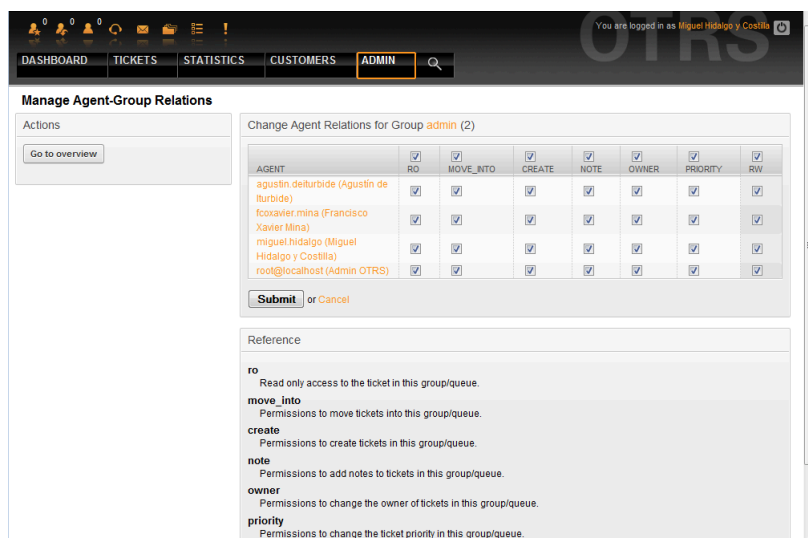 0 0 0
You are logged in as Miguel Hidalgo y Costilla
OTRS
DASHBOARD TICKETS STATISTICS CUSTOMERS ADMIN
Manage Agent-Group Relations
Actions
Go to overview
Change Agent Relations for Group admin (2)
AGENT RO MOVE_INTO CREATE NOTE OWNER PRIORITY RW
agustin.deiturbide (Agustín de
Iturbide)
fcoxavier.mina (Francisco
Xavier Mina)
miguel.hidalgo (Miguel
Hidalgo y Costilla)
root@localhost (Admin OTRS)
Submit or Cancel
Reference
ro
Read only access to the ticket in this group/queue.
move_into
Permissions to move tickets into this group/queue.
create
Permissions to create tickets in this group/queue.
note
Permissions to add notes to tickets in this group/queue.
owner
Permissions to change the owner of tickets in this group/queue.
priority
Permissions to change the ticket priority in this group/queue.